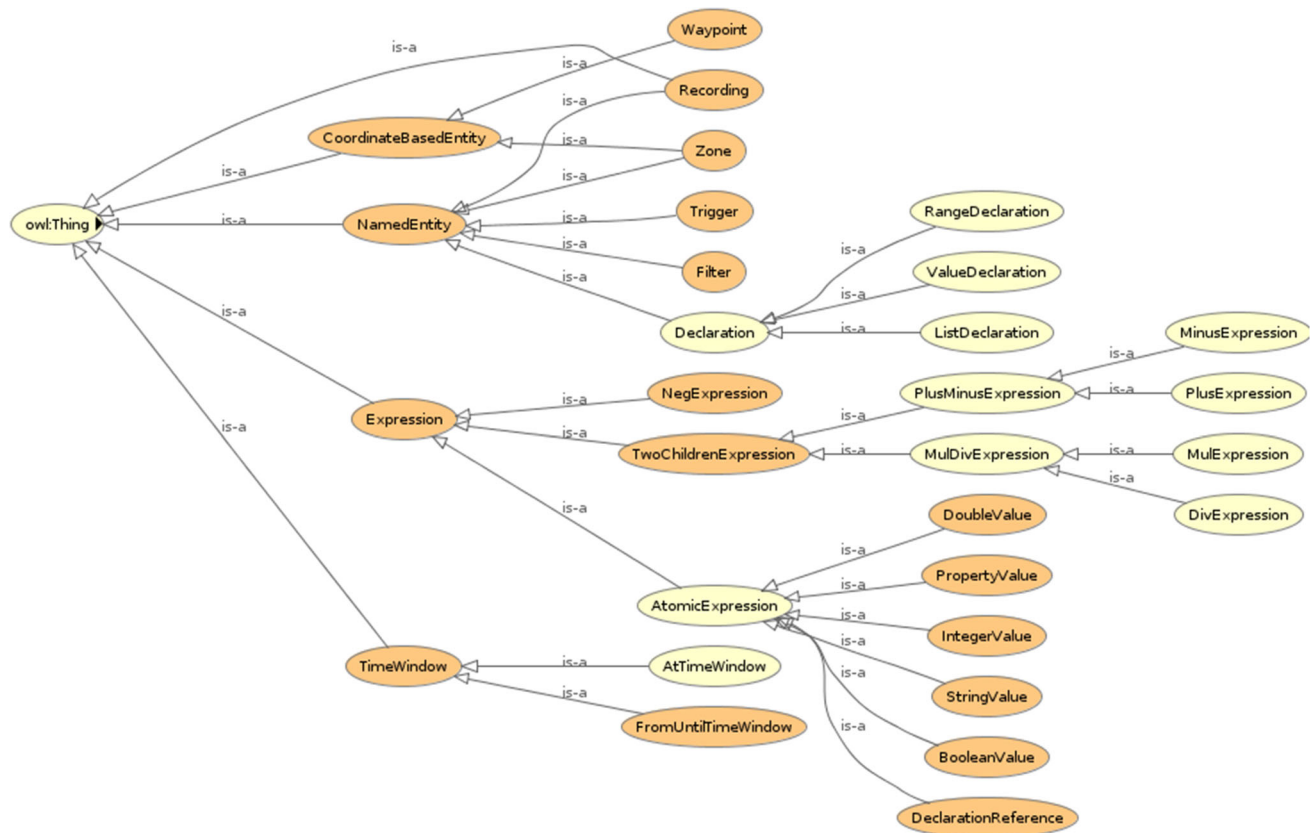 Waypoint
is-a
is-a
Recording
is-a
CoordinateBasedEntity
is-a
Zone
is-a
is-a
owl:Thing
is-a
NamedEntity
is-a
Trigger
RangeDeclaration
is-a
is-a
Filter
ValueDeclaration
is-a
is-a
Declaration
is-a
ListDeclaration
MinusExpression
is-a
is-a
NegExpression
PlusMinusExpression
is-a
PlusExpression
is-a
Expression
is-a
is-a
is-a
TwoChildrenExpression
is-a
MulDivExpression
is-a
MulExpression
is-a
is-a
DoubleValue
DivExpression
is-a
PropertyValue
is-a
AtomicExpression
is-a
IntegerValue
is-a
TimeWindow
is-a
AtTimeWindow
is-a
is-a
StringValue
FromUntilTimeWindow
is-a
BooleanValue
DeclarationReference